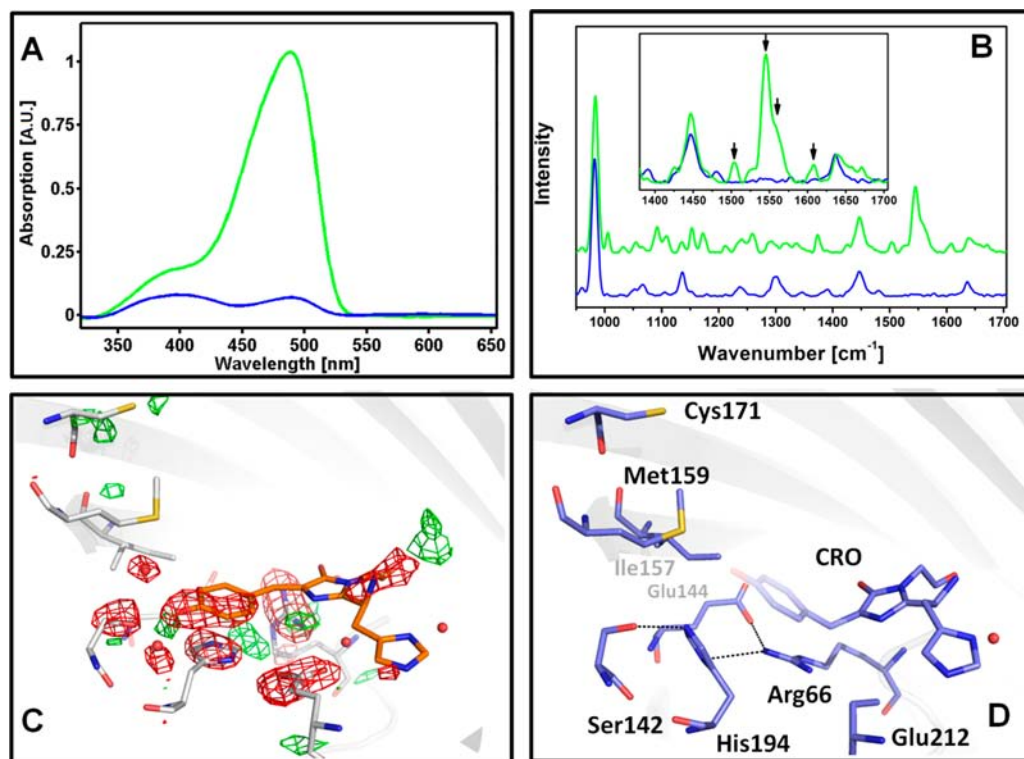 A
1
0.75
0.5
0.25
0
Absorption [A.U.]
350 400 450 500 550 600 650
Wavelength [nm]
B
Intensity
1400 1450 1500 1550 1600 1650 1700
1000 1100 1200 1300 1400 1500 1600 1700
Wavenumber [cm⁻¹]
C
Cys171
Met159
CRO
Ile157
Glu144
Arg66
Ser142
His194
Glu212
D